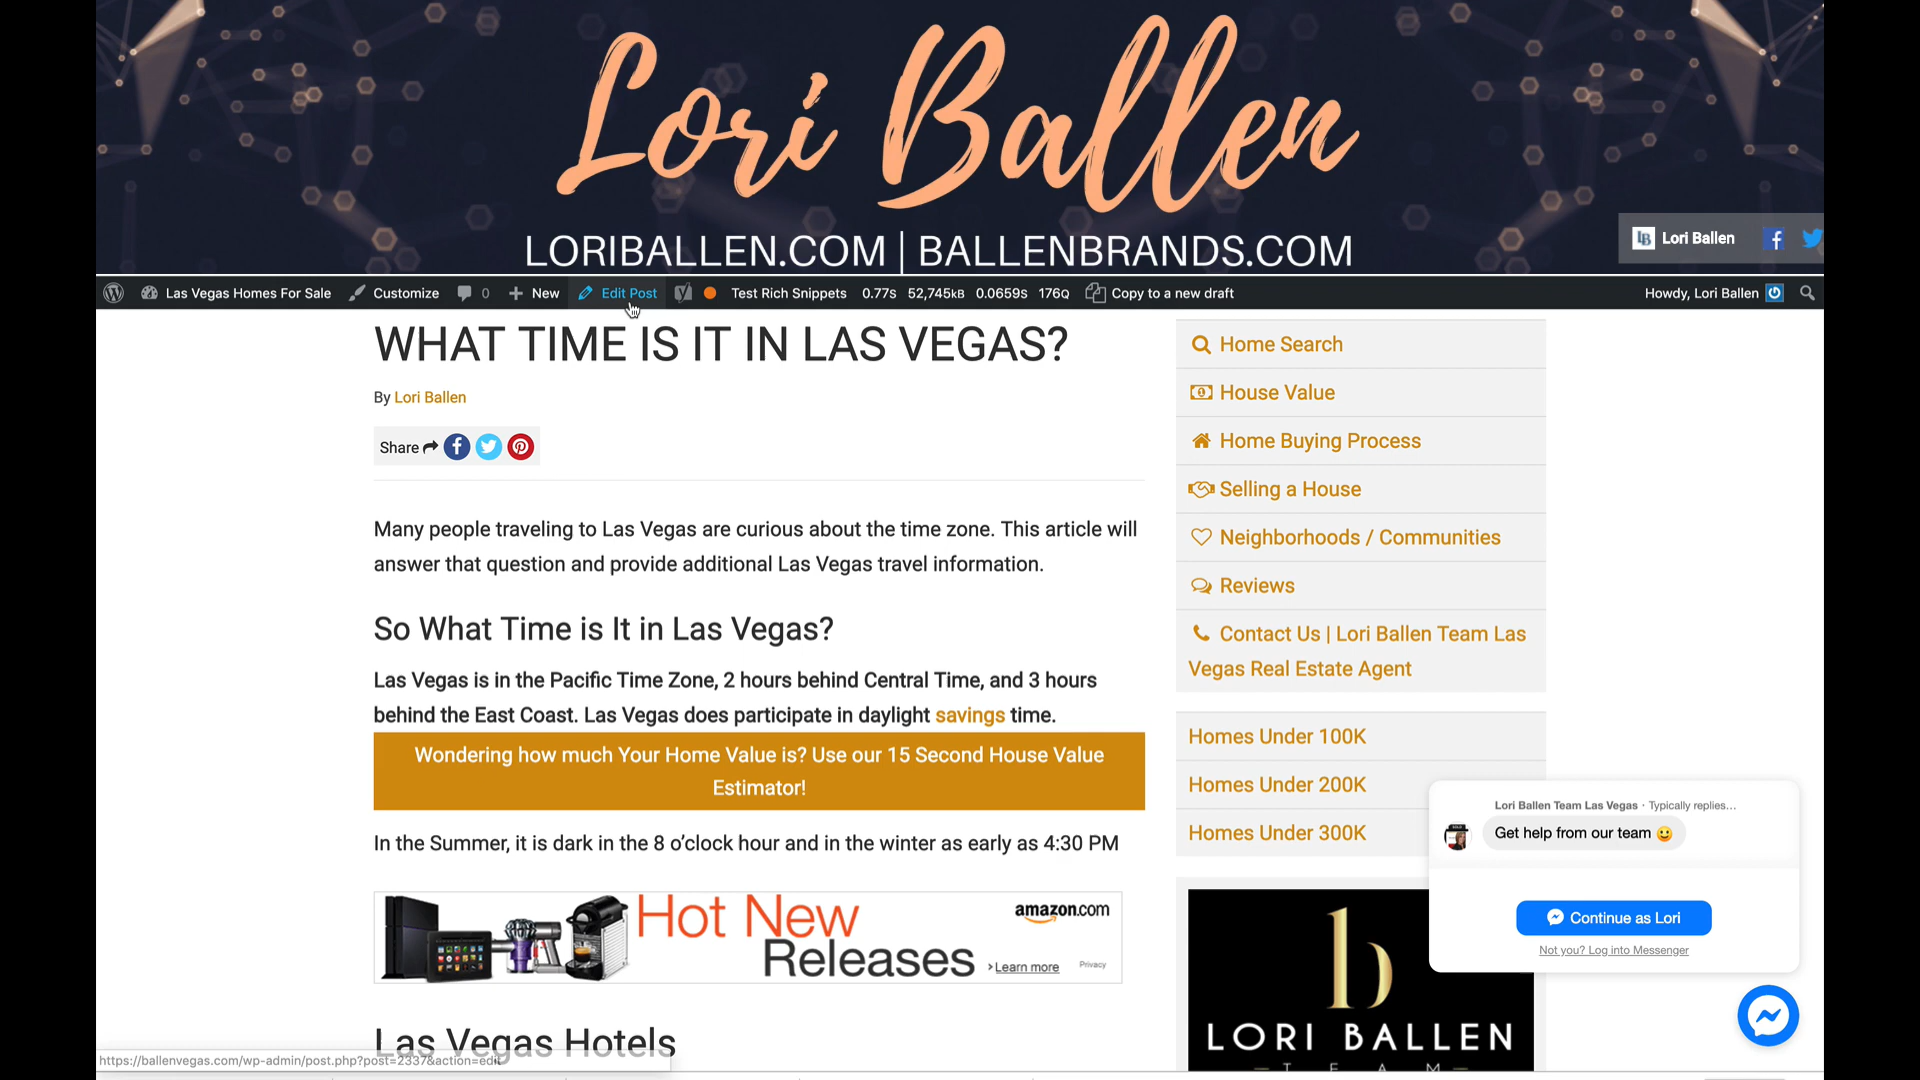 Lori Ballen
LORIBALLEN.COM | BALLENBRANDS.COM
Lori Ballen
Las Vegas Homes For Sale Customize 0 New Edit Post Test Rich Snippets 0.77S 52,745KB 0.0659S 176Q Copy to a new draft Howdy, Lori Ballen
WHAT TIME IS IT IN LAS VEGAS?
By Lori Ballen
Share
Many people traveling to Las Vegas are curious about the time zone. This article will
answer that question and provide additional Las Vegas travel information.
So What Time is It in Las Vegas?
Las Vegas is in the Pacific Time Zone, 2 hours behind Central Time, and 3 hours
behind the East Coast. Las Vegas does participate in daylight savings time.
Wondering how much Your Home Value is? Use our 15 Second House Value
Estimator!
In the Summer, it is dark in the 8 o’clock hour and in the winter as early as 4:30 PM
Hot New
Releases
amazon.com
Learn more
Privacy
Las Vegas Hotels
https://ballenvegas.com/wp-admin/post.php?post=2337&action=edit
Home Search
House Value
Home Buying Process
Selling a House
Neighborhoods / Communities
Reviews
Contact Us | Lori Ballen Team Las
Vegas Real Estate Agent
Homes Under 100K
Homes Under 200K
Homes Under 300K
Lori Ballen Team Las Vegas · Typically replies...
Get help from our team
Continue as Lori
Not you? Log into Messenger
b
LORI BALLEN
TEAM